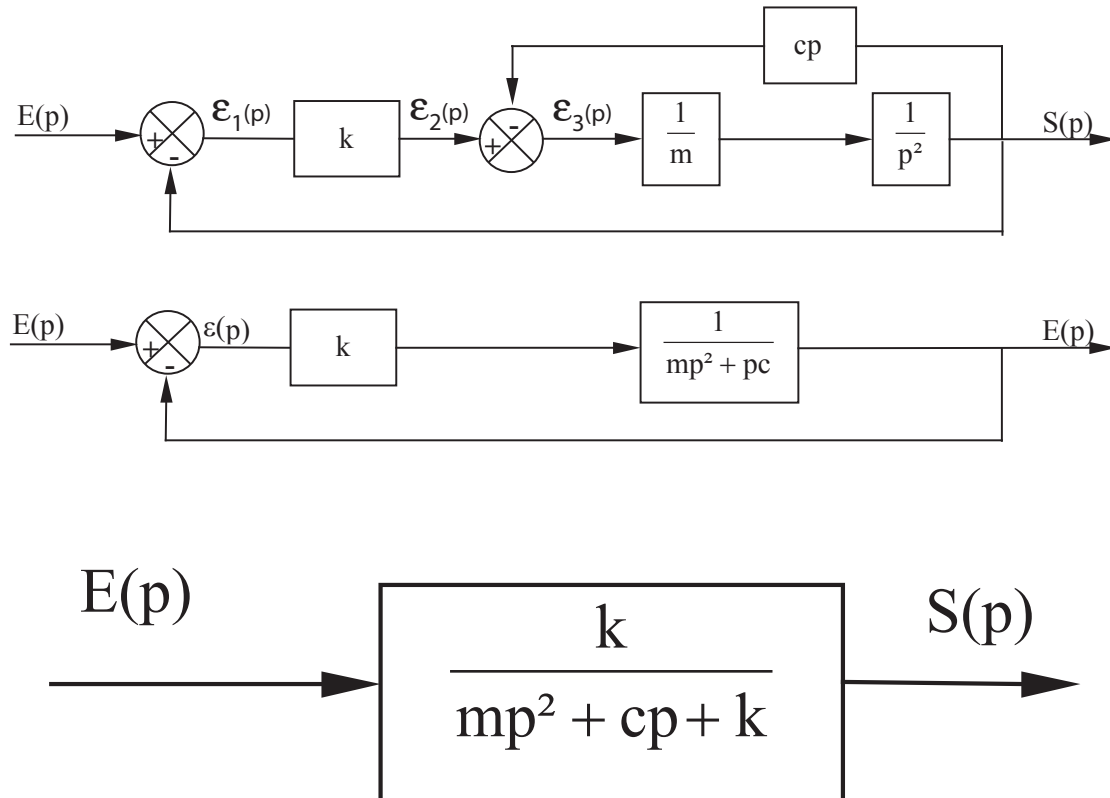 cp
E(p) + - ε₁(p) k ε₂(p) + - ε₃(p) 1/m 1/p² S(p)
E(p) + - ε(p) k 1/(mp² + pc) E(p)
E(p) k/(mp² + cp + k) S(p)